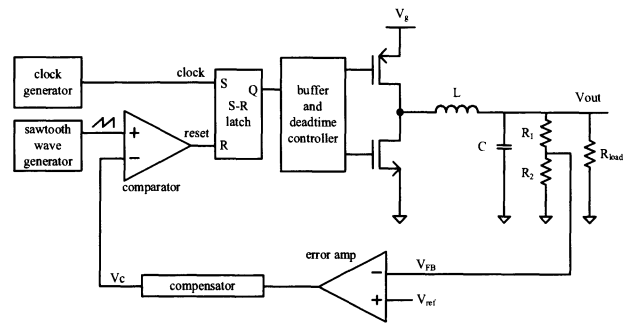 V_g
clock
generator
clock
S
Q
S-R
latch
R
buffer
and
deadtime
controller
L
Vout
sawtooth
wave
generator
+
−
reset
comparator
C
R_1
R_2
R_load
error amp
V_FB
−
+
V_ref
Vc
compensator